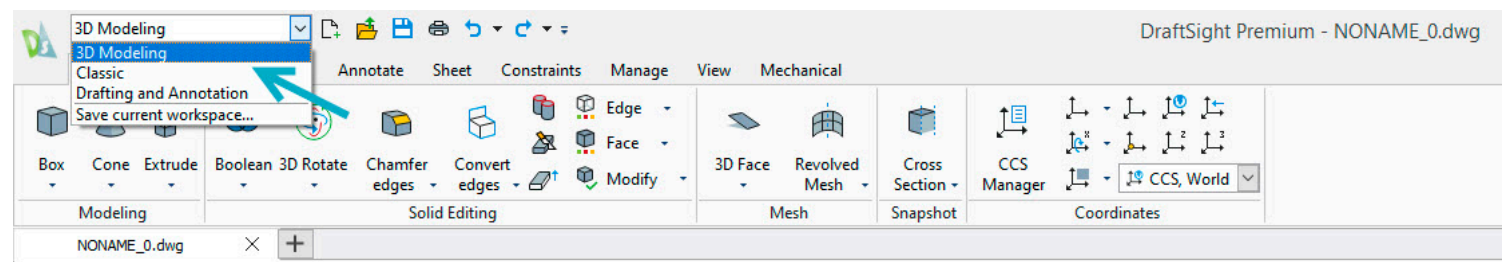 3D Modeling
DraftSight Premium - NONAME_0.dwg
3D Modeling
Classic
Drafting and Annotation
Save current workspace...
Annotate Sheet Constraints Manage View Mechanical
Edge
Face
Modify
Box Cone Extrude Boolean 3D Rotate Chamfer edges Convert edges 3D Face Revolved Mesh Cross Section CCS Manager CCS, World
Modeling Solid Editing Mesh Snapshot Coordinates
NONAME_0.dwg